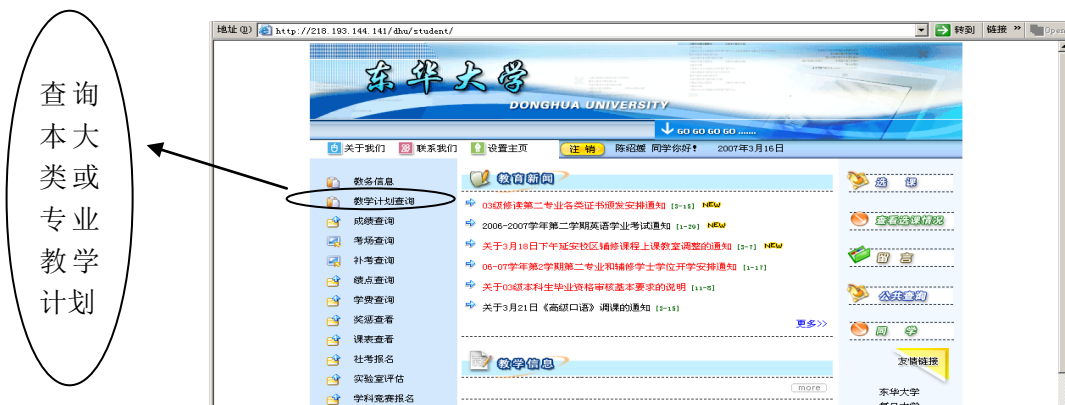 查询
本大
类或
专业
教学
计划
地址(D) http://218.193.144.141/dhu/student/ 转到 链接 » Open
东华大学
DONGHUA UNIVERSITY
GO GO GO GO ......
关于我们 联系我们 设置主页 注销 陈绍媛 同学你好! 2007年3月16日
教务信息
教学计划查询
成绩查询
考场查询
补考查询
绩点查询
学费查询
奖惩查看
课表查看
社考报名
实验室评估
学科竞赛报名
教育新闻
03级修读第二专业各类证书颁发安排通知 [3-15] NEW
2006-2007学年第二学期英语学业考试通知 [1-29] NEW
关于3月18日下午延安校区辅修课程上课教室调整的通知 [3-7] NEW
06-07学年第2学期第二专业和辅修学士学位开学安排通知 [1-17]
关于03级本科生毕业资格审核基本要求的说明 [11-8]
关于3月21日《高级口语》调课的通知 [3-15]
更多>>
教学信息
more
选 课
查看选课情况
留 言
公共查询
同 学
友情链接
东华大学